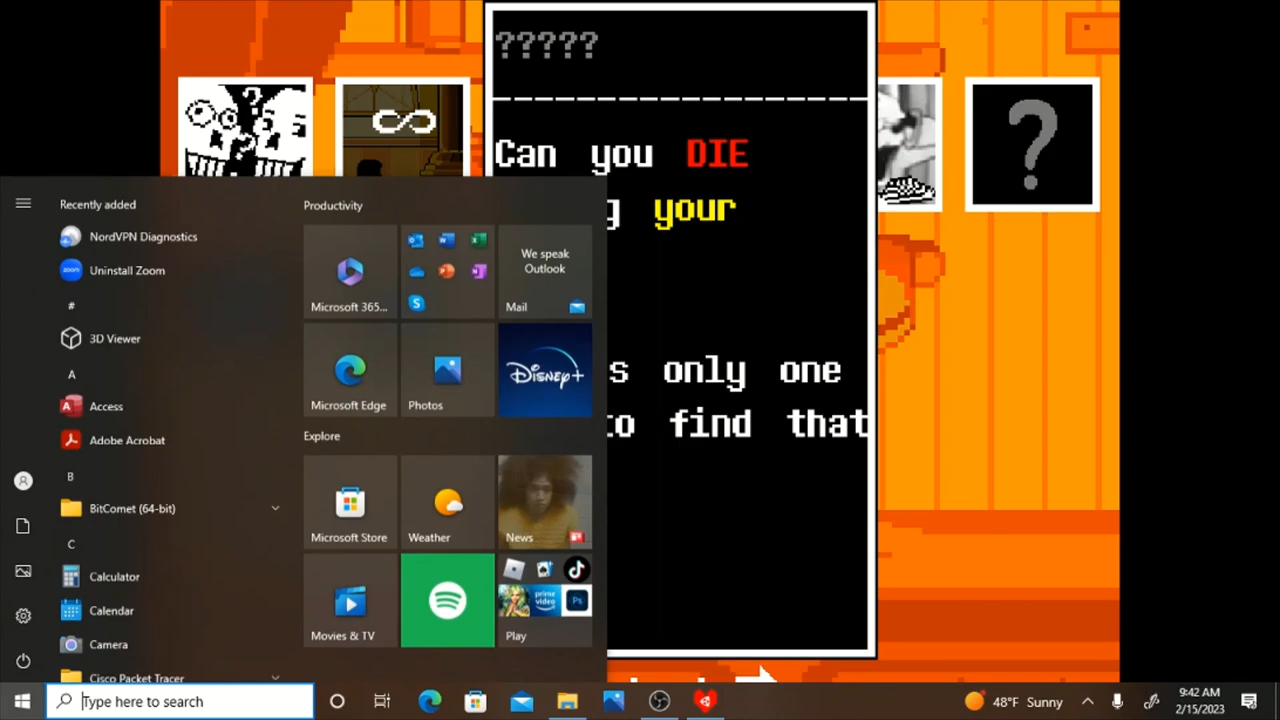 ?????
Can you DIE
g your
s only one
to find that
Recently added
NordVPN Diagnostics
Uninstall Zoom
#
3D Viewer
A
Access
Adobe Acrobat
B
BitComet (64-bit)
C
Calculator
Calendar
Camera
Cisco Packet Tracer
Productivity
Microsoft 365...
We speak
Outlook
Mail
Microsoft Edge
Photos
Disney+
Explore
Microsoft Store
Weather
News
Movies & TV
prime video
Ps
Play
Type here to search
48°F Sunny
9:42 AM
2/15/2023